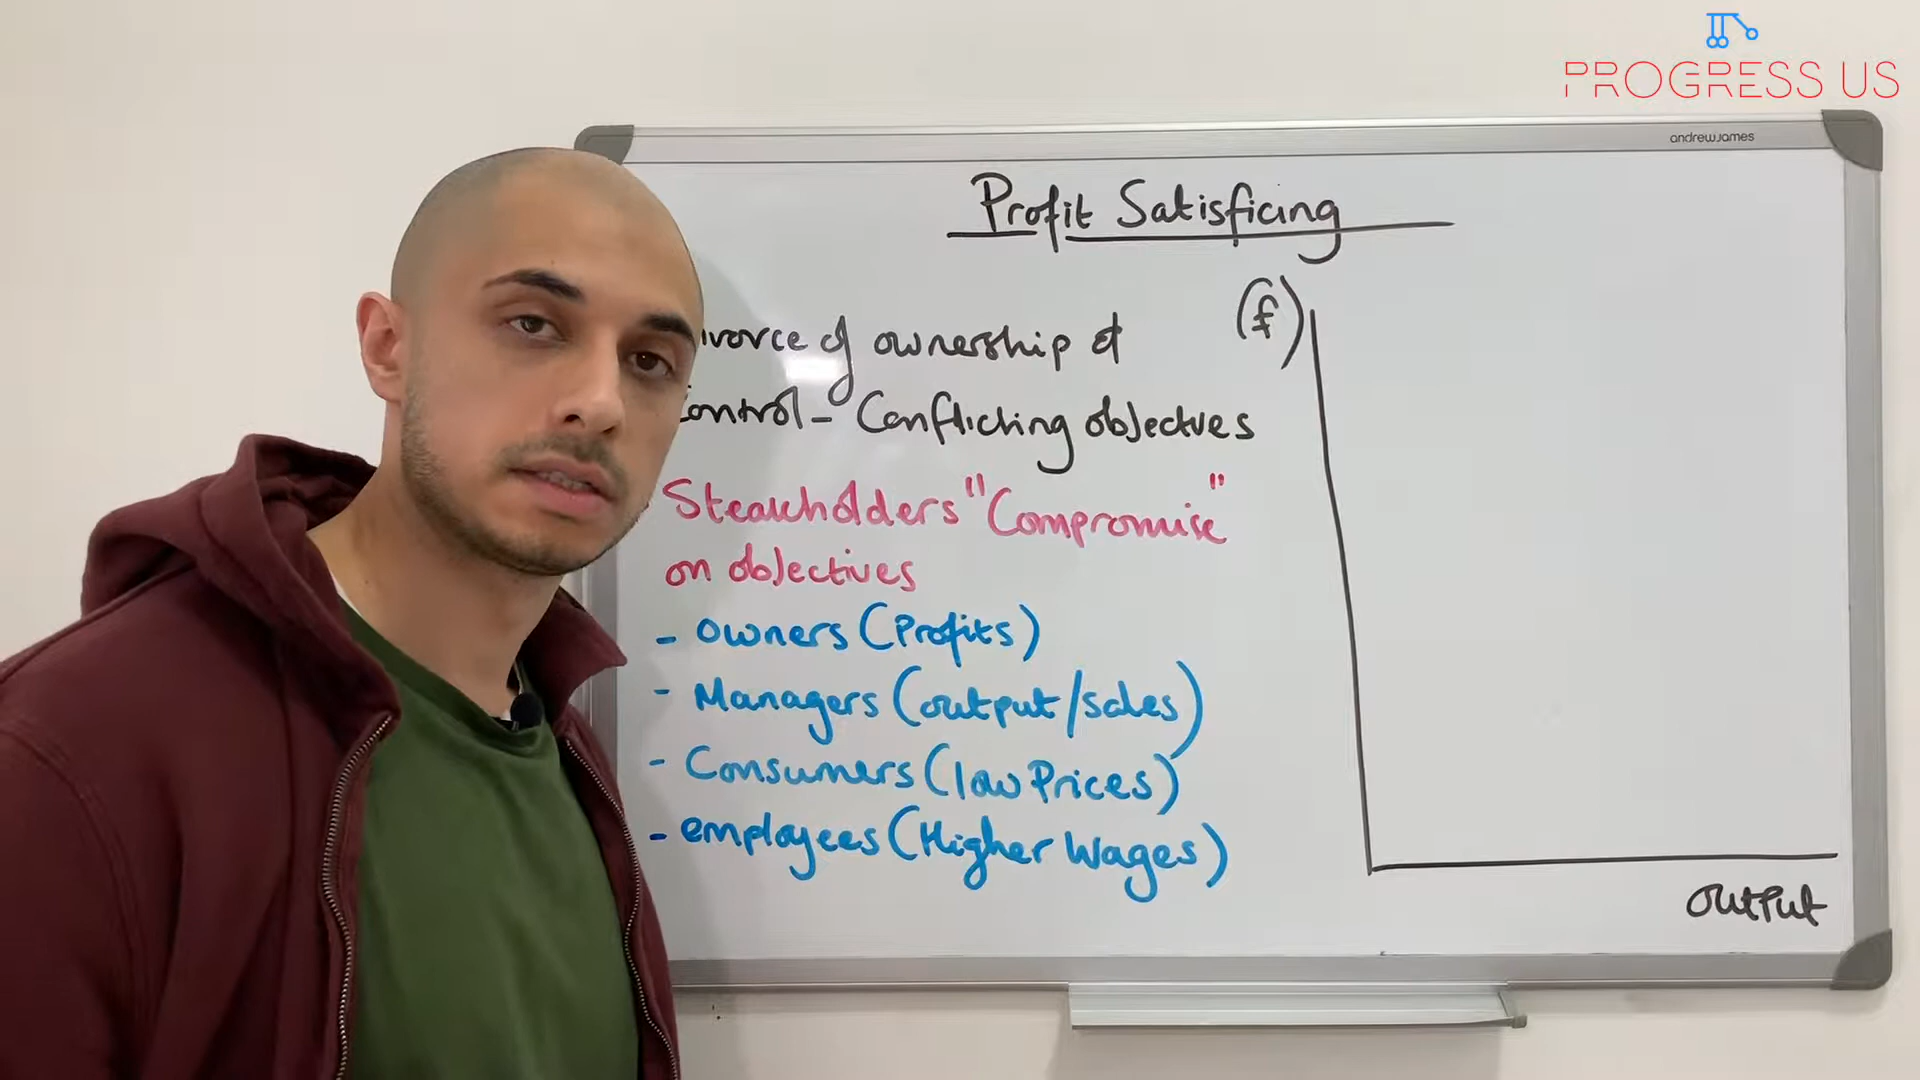 PROGRESS US
andrewjames
Profit Satisficing
ivorce of ownership &
(£)
Control - Conflicting objectives
Steakholders "Compromise"
on objectives
- Owners (Profits)
- Managers (output/sales)
- Consumers (low Prices)
- employees (Higher Wages)
output